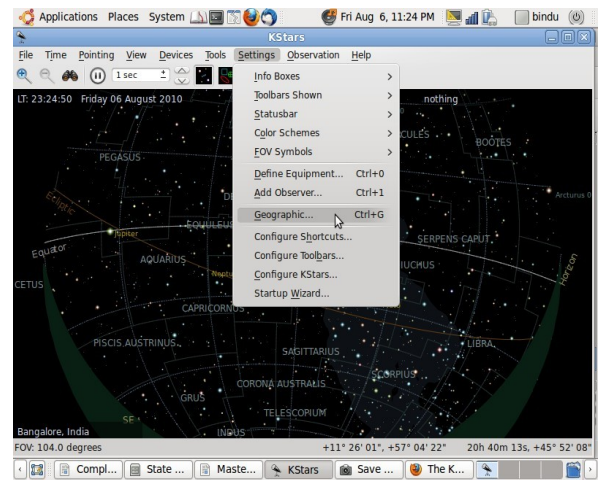 Applications Places System Fri Aug 6, 11:24 PM bindu
KStars
File Time Pointing View Devices Tools Settings Observation Help
1 sec
LT: 23:24:50 Friday 06 August 2010
nothing
Info Boxes
Toolbars Shown
Statusbar
Color Schemes
FOV Symbols
Define Equipment... Ctrl+0
Add Observer... Ctrl+1
Geographic... Ctrl+G
Configure Shortcuts...
Configure Toolbars...
Configure KStars...
Startup Wizard...
CULES
BOOTES
PEGASUS
Arcturus 0
Ecliptic
EQUULEUS
Jupiter
SERPENS CAPUT
Equator
AQUARIUS
IUCHUS
Neptu
Horizon
CETUS
CAPRICORNUS
PISCIS AUSTRINUS
LIBRA
SAGITTARIUS
SCORPIUS
CORONA AUSTRALIS
GRUS
TELESCOPIUM
SE
INDUS
Bangalore, India
FOV: 104.0 degrees +11° 26' 01", +57° 04' 22" 20h 40m 13s, +45° 52' 08"
Compl... State ... Maste... KStars Save ... The K...